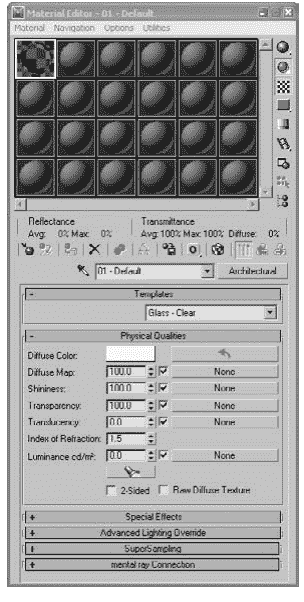 Material Editor - 01 - Default
Material Navigation Options Utilities
Reflectance
Transmittance
Avg: 0% Max: 0% Avg: 100% Max: 100% Diffuse: 0%
01 - Default Architectural
- Templates
Glass - Clear
- Physical Qualities
Diffuse Color:
Diffuse Map: 100.0 None
Shininess: 100.0 None
Transparency: 100.0 None
Translucency: 0.0 None
Index of Refraction: 1.5
Luminance cd/m²: 0.0 None
2-Sided Raw Diffuse Texture
+ Special Effects
+ Advanced Lighting Override
+ SuperSampling
+ mental ray Connection